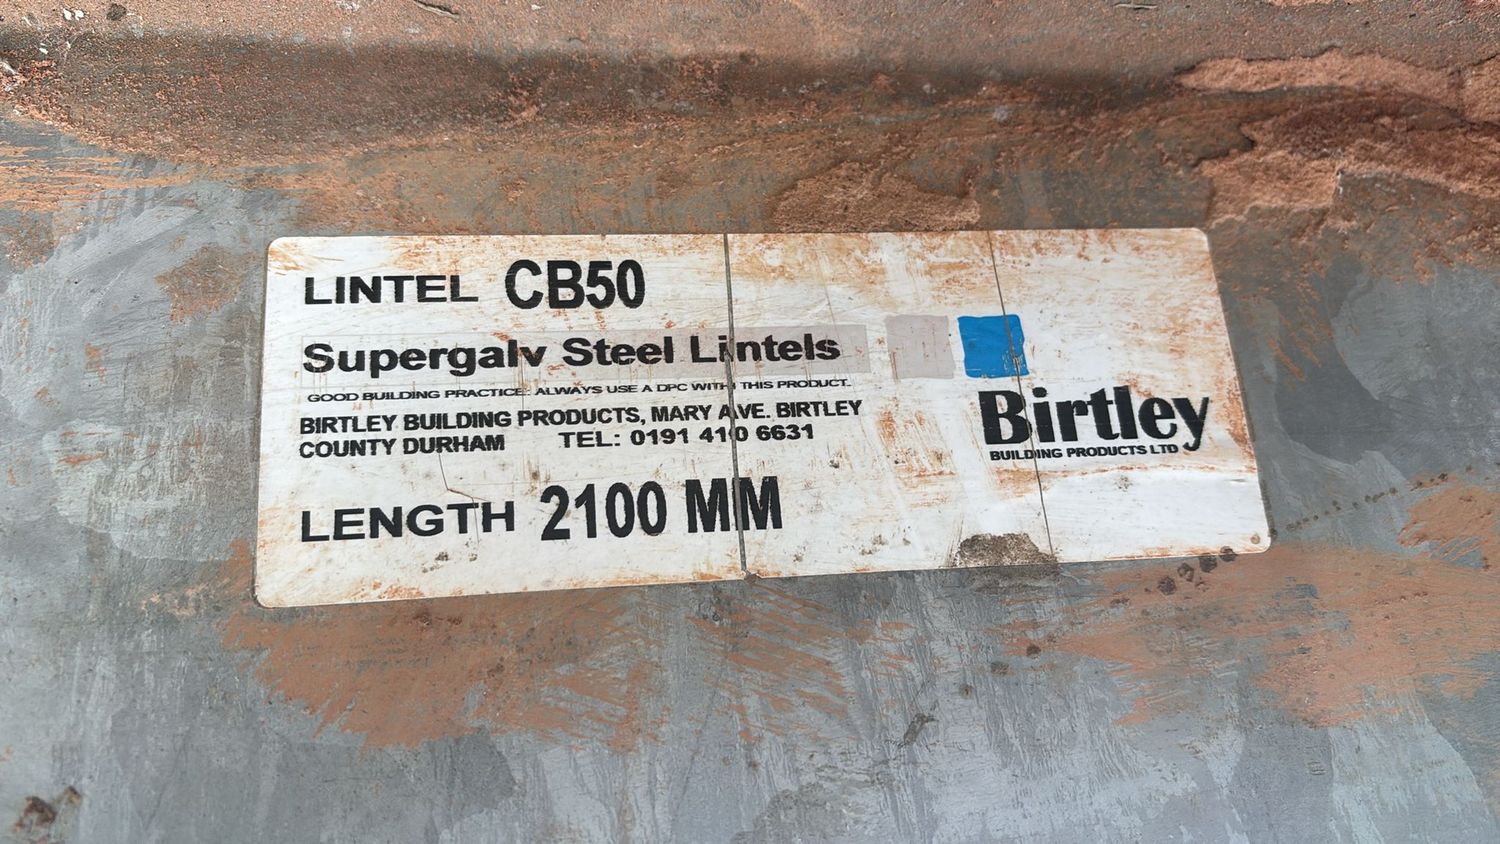 LINTEL CB50
Supergalv Steel Lintels
GOOD BUILDING PRACTICE: ALWAYS USE A DPC WITH THIS PRODUCT.
BIRTLEY BUILDING PRODUCTS, MARY AVE. BIRTLEY
COUNTY DURHAM TEL: 0191 410 6631
LENGTH 2100 MM
Birtley
BUILDING PRODUCTS LTD